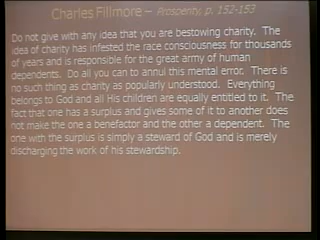 Charles Fillmore – Prosperity, p. 152-153
Do not give with any idea that you are bestowing charity. The
idea of charity has infested the race consciousness for thousands
of years and is responsible for the great army of human
dependents. Do all you can to annul this mental error. There is
no such thing as charity as popularly understood. Everything
belongs to God and all His children are equally entitled to it. The
fact that one has a surplus and gives some of it to another does
not make the one a benefactor and the other a dependent. The
one with the surplus is simply a steward of God and is merely
discharging the work of his stewardship.